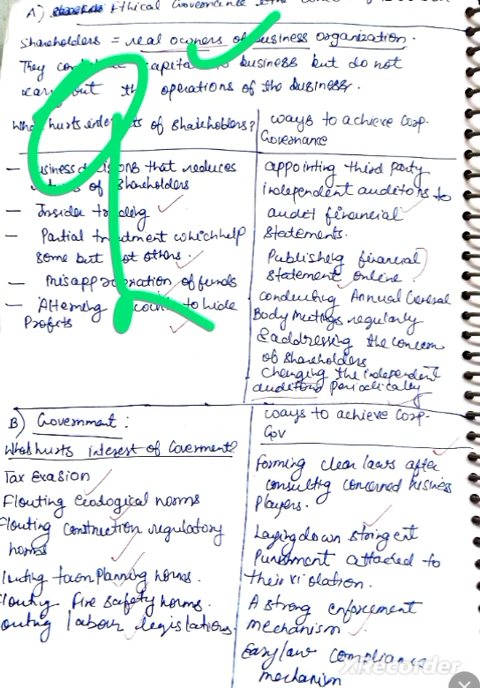 A) Ethical Governance
Shareholders = real owners of business organization.
They capital business but do not
carry out the operations of the business.
What hurts interests of Shareholders?
- Business decisions that reduces
of Shareholders
- Insider trading
- Partial treatment which help
some but not others.
- Misappropriation of funds
- Alterning to hide
Profits
ways to achieve Corp.
Governance
appointing third party
independent auditors to
audit financial
statements.
Publishing financial
statement online.
conducting Annual General
Body Meetings regularly
& addressing the concern
of shareholders
Changing the independent
auditors periodically
B) Government :
What hurts interest of Government?
Tax evasion
Flouting ecological norms
Flouting construction regulatory
norms
Planning norms.
Flouting Fire safety norms.
labour legislations
ways to achieve Corp-
Gov
Forming clear laws after
consulting concerned business
Players.
Laying down stringent
Punishment attached to
their violation.
A strong enforcement
mechanism
Easy law compliance
mechanism
XRecorder